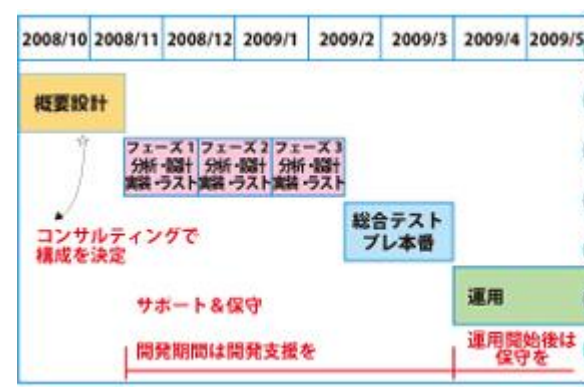 2008/10 2008/11 2008/12 2009/1 2009/2 2009/3 2009/4 2009/5
概要設計
フェーズ1 フェーズ2 フェーズ3
分析・設計 分析・設計 分析・設計
実装・ラスト 実装・ラスト 実装・ラスト
コンサルティングで
構成を決定
総合テスト
プレ本番
運用
サポート&保守
開発期間は開発支援を
運用開始後は
保守を